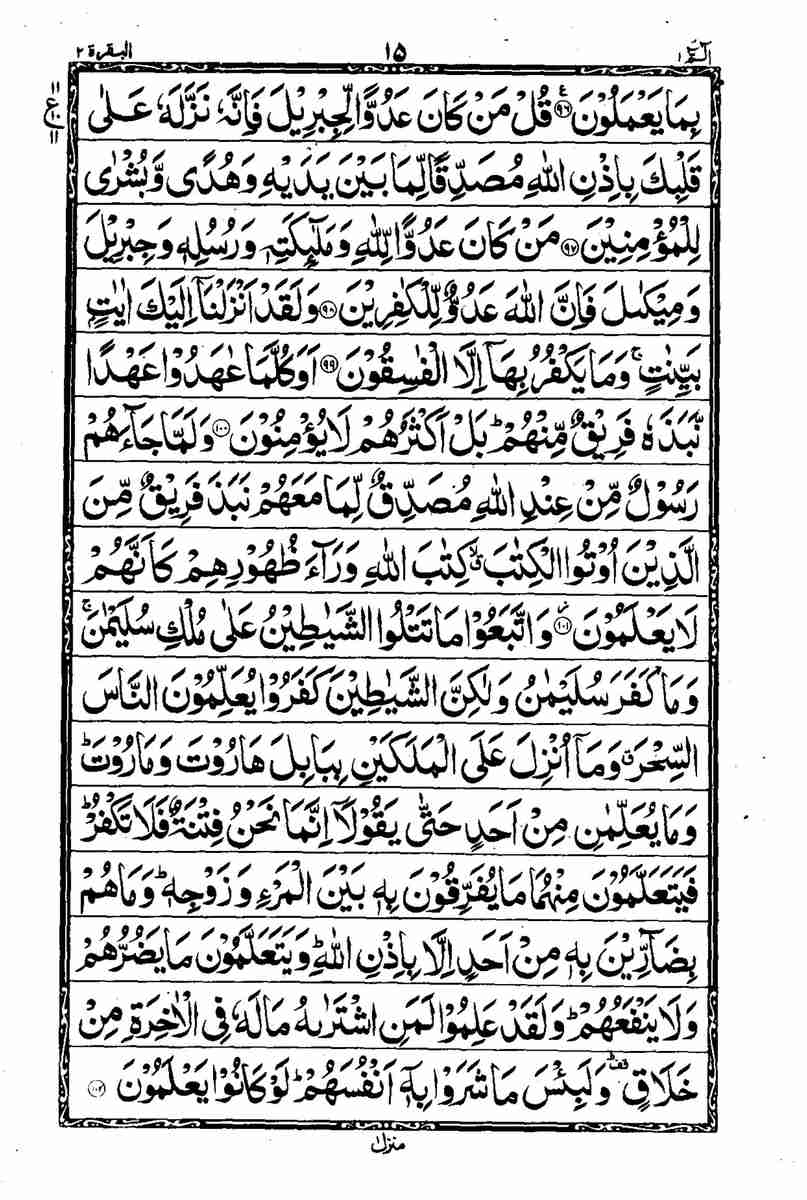 البقرة ٢ ١٥ الٓمّٓ ١
بِمَا يَعْمَلُوْنَ ﴿٩٦﴾ قُلْ مَنْ كَانَ عَدُوًّا لِّجِبْرِيْلَ فَاِنَّهٗ نَزَّلَهٗ عَلٰى
قَلْبِكَ بِاِذْنِ اللّٰهِ مُصَدِّقًا لِّمَا بَيْنَ يَدَيْهِ وَهُدًى وَّبُشْرٰى
لِلْمُؤْمِنِيْنَ ﴿٩٧﴾ مَنْ كَانَ عَدُوًّا لِّلّٰهِ وَمَلٰٓئِكَتِهٖ وَرُسُلِهٖ وَجِبْرِيْلَ
وَمِيْكٰىلَ فَاِنَّ اللّٰهَ عَدُوٌّ لِّلْكٰفِرِيْنَ ﴿٩٨﴾ وَلَقَدْ اَنْزَلْنَاۤ اِلَيْكَ اٰيٰتٍۭ
بَيِّنٰتٍ ۚ وَمَا يَكْفُرُ بِهَاۤ اِلَّا الْفٰسِقُوْنَ ﴿٩٩﴾ اَوَكُلَّمَا عٰهَدُوْا عَهْدًا
نَّبَذَهٗ فَرِيْقٌ مِّنْهُمْ ؕ بَلْ اَكْثَرُهُمْ لَا يُؤْمِنُوْنَ ﴿١٠٠﴾ وَلَمَّا جَآءَهُمْ
رَسُوْلٌ مِّنْ عِنْدِ اللّٰهِ مُصَدِّقٌ لِّمَا مَعَهُمْ نَبَذَ فَرِيْقٌ مِّنَ
الَّذِيْنَ اُوْتُوا الْكِتٰبَ ۙۗ كِتٰبَ اللّٰهِ وَرَآءَ ظُهُوْرِهِمْ كَاَنَّهُمْ
لَا يَعْلَمُوْنَ ﴿١٠١﴾ وَاتَّبَعُوْا مَا تَتْلُوا الشَّيٰطِيْنُ عَلٰى مُلْكِ سُلَيْمٰنَ ۚ
وَمَا كَفَرَ سُلَيْمٰنُ وَلٰكِنَّ الشَّيٰطِيْنَ كَفَرُوْا يُعَلِّمُوْنَ النَّاسَ
السِّحْرَ ۗ وَمَاۤ اُنْزِلَ عَلَى الْمَلَكَيْنِ بِبَابِلَ هَارُوْتَ وَمَارُوْتَ ؕ
وَمَا يُعَلِّمٰنِ مِنْ اَحَدٍ حَتّٰى يَقُوْلَاۤ اِنَّمَا نَحْنُ فِتْنَةٌ فَلَا تَكْفُرْ ؕ
فَيَتَعَلَّمُوْنَ مِنْهُمَا مَا يُفَرِّقُوْنَ بِهٖ بَيْنَ الْمَرْءِ وَزَوْجِهٖ ؕ وَمَا هُمْ
بِضَآرِّيْنَ بِهٖ مِنْ اَحَدٍ اِلَّا بِاِذْنِ اللّٰهِ ؕ وَيَتَعَلَّمُوْنَ مَا يَضُرُّهُمْ
وَلَا يَنْفَعُهُمْ ؕ وَلَقَدْ عَلِمُوْا لَمَنِ اشْتَرٰىهُ مَا لَهٗ فِى الْاٰخِرَةِ مِنْ
خَلَاقٍ ؕ وَلَبِئْسَ مَا شَرَوْا بِهٖۤ اَنْفُسَهُمْ ؕ لَوْ كَانُوْا يَعْلَمُوْنَ ﴿١٠٢﴾
منزل ١